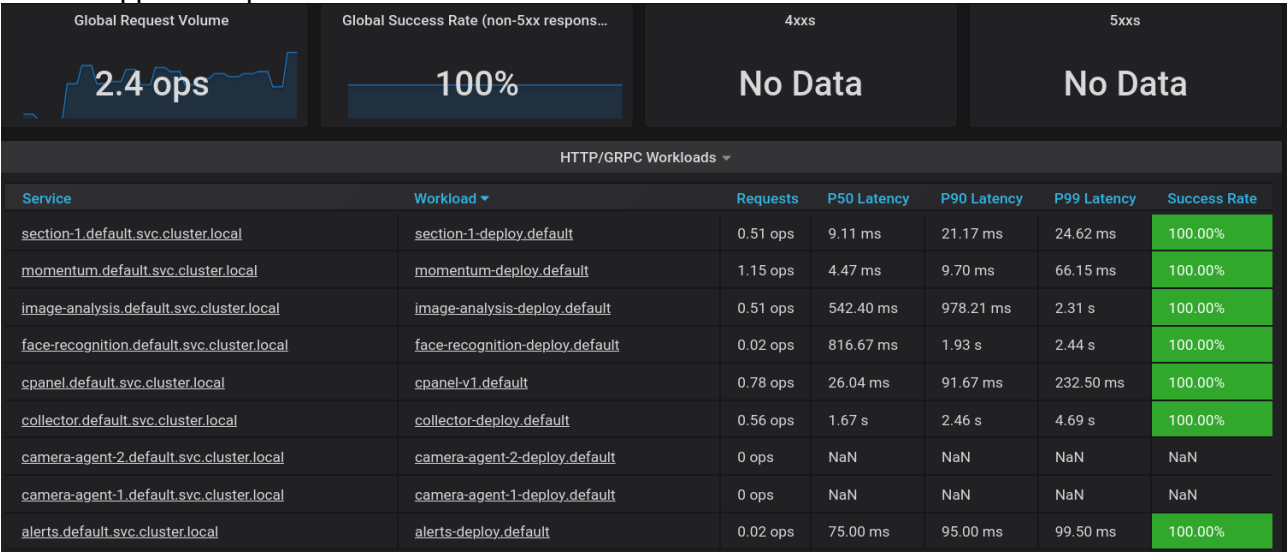 Global Request Volume Global Success Rate (non-5xx respons... 4xxs 5xxs
2.4 ops 100% No Data No Data
HTTP/GRPC Workloads
Service Workload Requests P50 Latency P90 Latency P99 Latency Success Rate
section-1.default.svc.cluster.local section-1-deploy.default 0.51 ops 9.11 ms 21.17 ms 24.62 ms 100.00%
momentum.default.svc.cluster.local momentum-deploy.default 1.15 ops 4.47 ms 9.70 ms 66.15 ms 100.00%
image-analysis.default.svc.cluster.local image-analysis-deploy.default 0.51 ops 542.40 ms 978.21 ms 2.31 s 100.00%
face-recognition.default.svc.cluster.local face-recognition-deploy.default 0.02 ops 816.67 ms 1.93 s 2.44 s 100.00%
cpanel.default.svc.cluster.local cpanel-v1.default 0.78 ops 26.04 ms 91.67 ms 232.50 ms 100.00%
collector.default.svc.cluster.local collector-deploy.default 0.56 ops 1.67 s 2.46 s 4.69 s 100.00%
camera-agent-2.default.svc.cluster.local camera-agent-2-deploy.default 0 ops NaN NaN NaN NaN
camera-agent-1.default.svc.cluster.local camera-agent-1-deploy.default 0 ops NaN NaN NaN NaN
alerts.default.svc.cluster.local alerts-deploy.default 0.02 ops 75.00 ms 95.00 ms 99.50 ms 100.00%